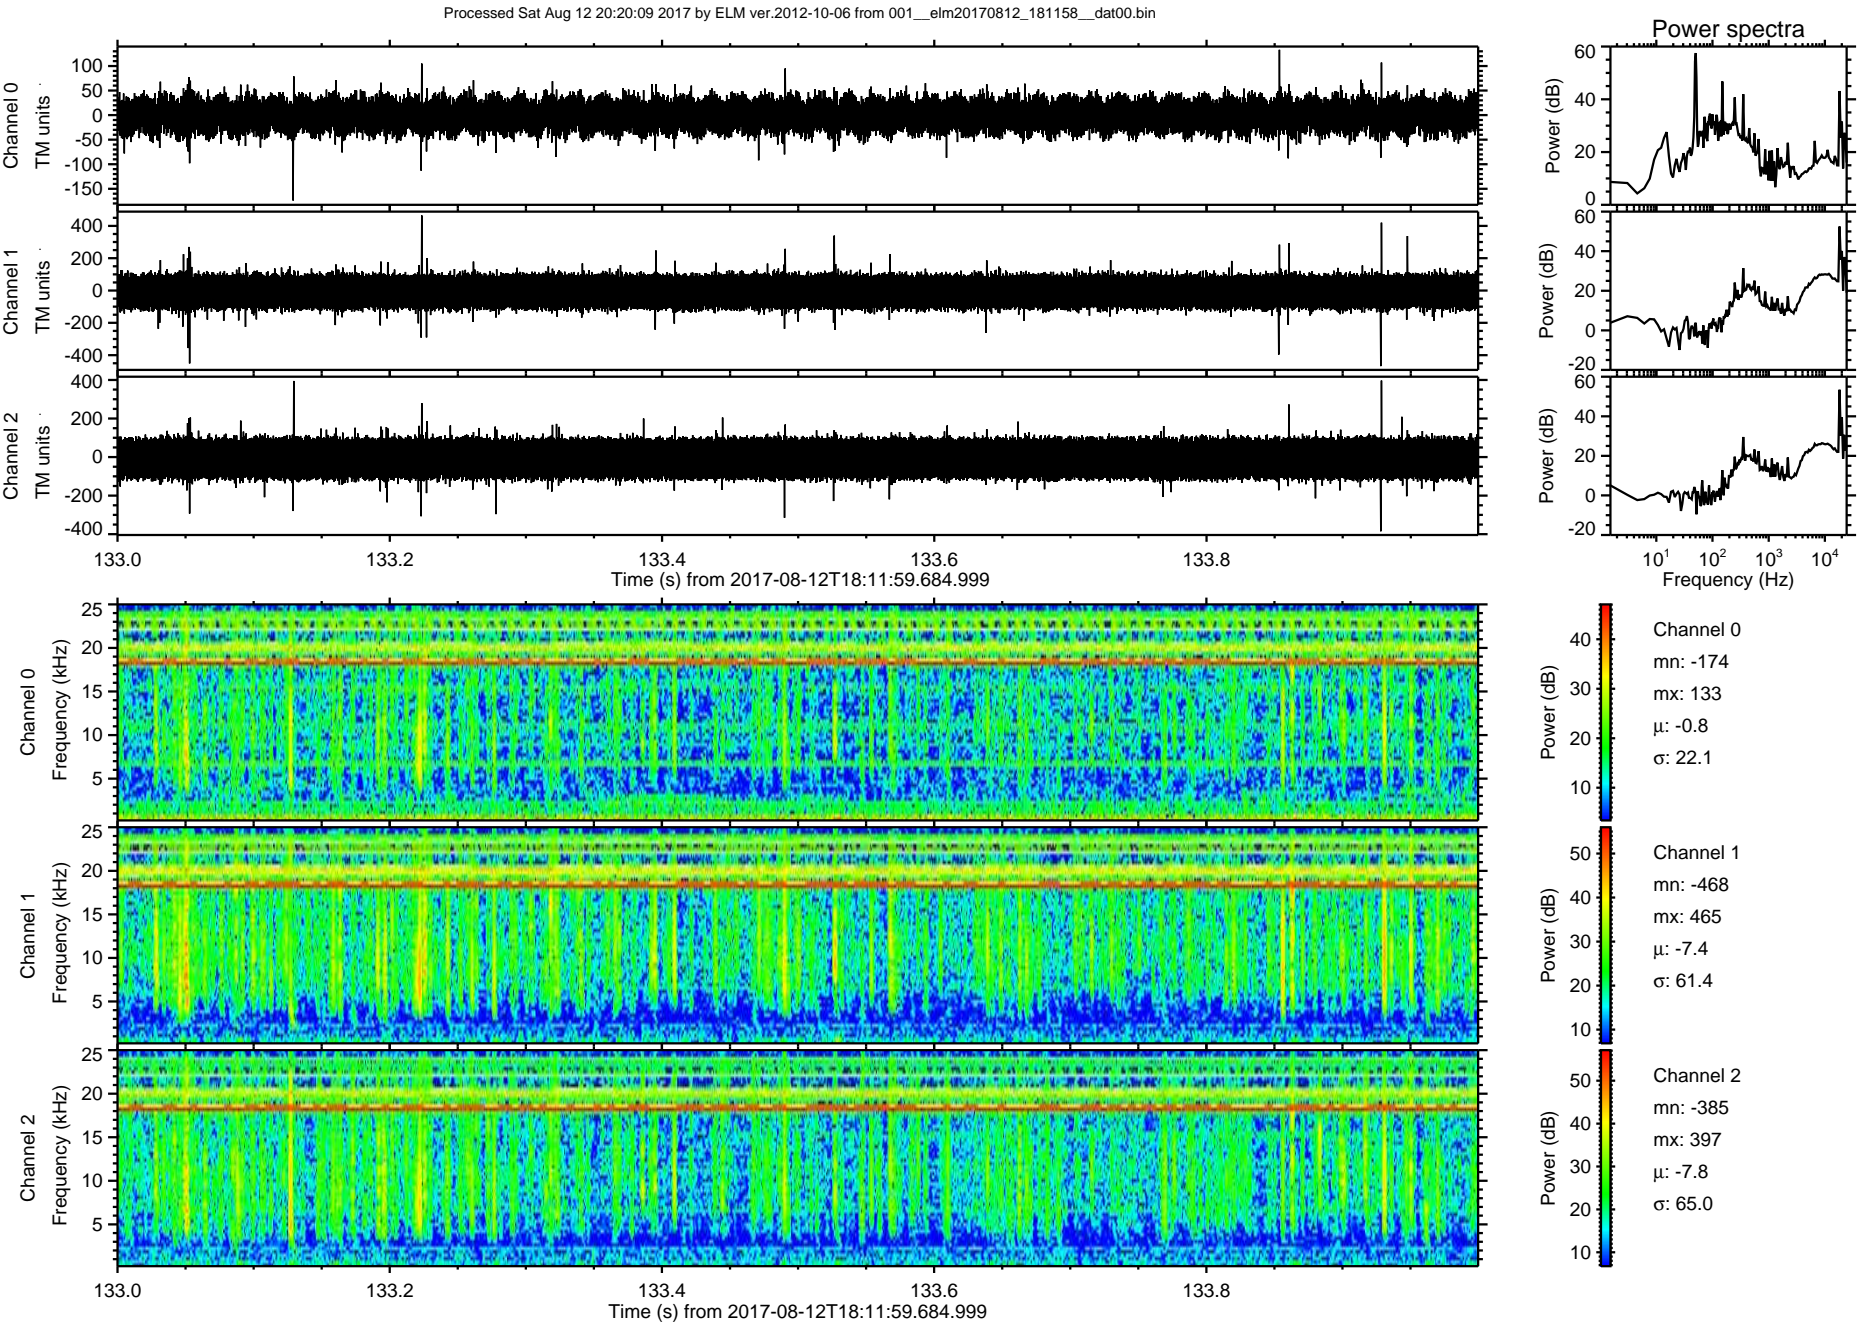 Processed Sat Aug 12 20:20:09 2017 by ELM ver.2012-10-06 from 001__elm20170812_181158__dat00.bin
Power spectra
Channel 0
TM units
100
50
0
-50
-100
-150
Power (dB)
60
40
20
0
Channel 1
TM units
400
200
0
-200
-400
Power (dB)
60
40
20
0
-20
Channel 2
TM units
400
200
0
-200
-400
Power (dB)
60
40
20
0
-20
133.0 133.2 133.4 133.6 133.8
Time (s) from 2017-08-12T18:11:59.684.999
10¹ 10² 10³ 10⁴
Frequency (Hz)
Channel 0
Frequency (kHz)
25
20
15
10
5
Power (dB)
40
30
20
10
Channel 0
mn: -174
mx: 133
μ: -0.8
σ: 22.1
Channel 1
Frequency (kHz)
25
20
15
10
5
Power (dB)
50
40
30
20
10
Channel 1
mn: -468
mx: 465
μ: -7.4
σ: 61.4
Channel 2
Frequency (kHz)
25
20
15
10
5
Power (dB)
50
40
30
20
10
Channel 2
mn: -385
mx: 397
μ: -7.8
σ: 65.0
133.0 133.2 133.4 133.6 133.8
Time (s) from 2017-08-12T18:11:59.684.999